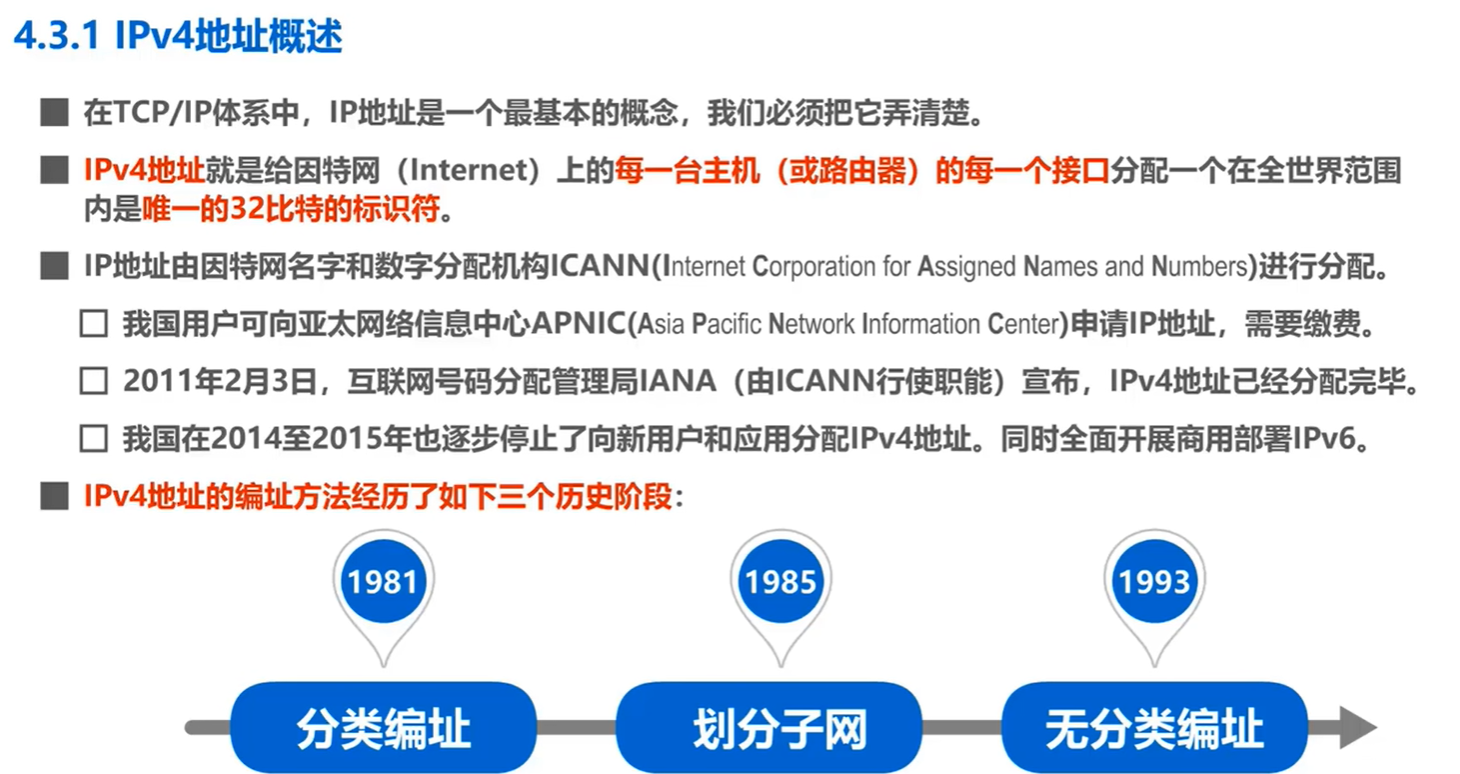 4.3.1 IPv4地址概述
在TCP/IP体系中，IP地址是一个最基本的概念，我们必须把它弄清楚。
IPv4地址就是给因特网（Internet）上的每一台主机（或路由器）的每一个接口分配一个在全世界范围
内是唯一的32比特的标识符。
IP地址由因特网名字和数字分配机构ICANN(Internet Corporation for Assigned Names and Numbers)进行分配。
我国用户可向亚太网络信息中心APNIC(Asia Pacific Network Information Center)申请IP地址，需要缴费。
2011年2月3日，互联网号码分配管理局IANA（由ICANN行使职能）宣布，IPv4地址已经分配完毕。
我国在2014至2015年也逐步停止了向新用户和应用分配IPv4地址。同时全面开展商用部署IPv6。
IPv4地址的编址方法经历了如下三个历史阶段：
1981 1985 1993
分类编址 划分子网 无分类编址